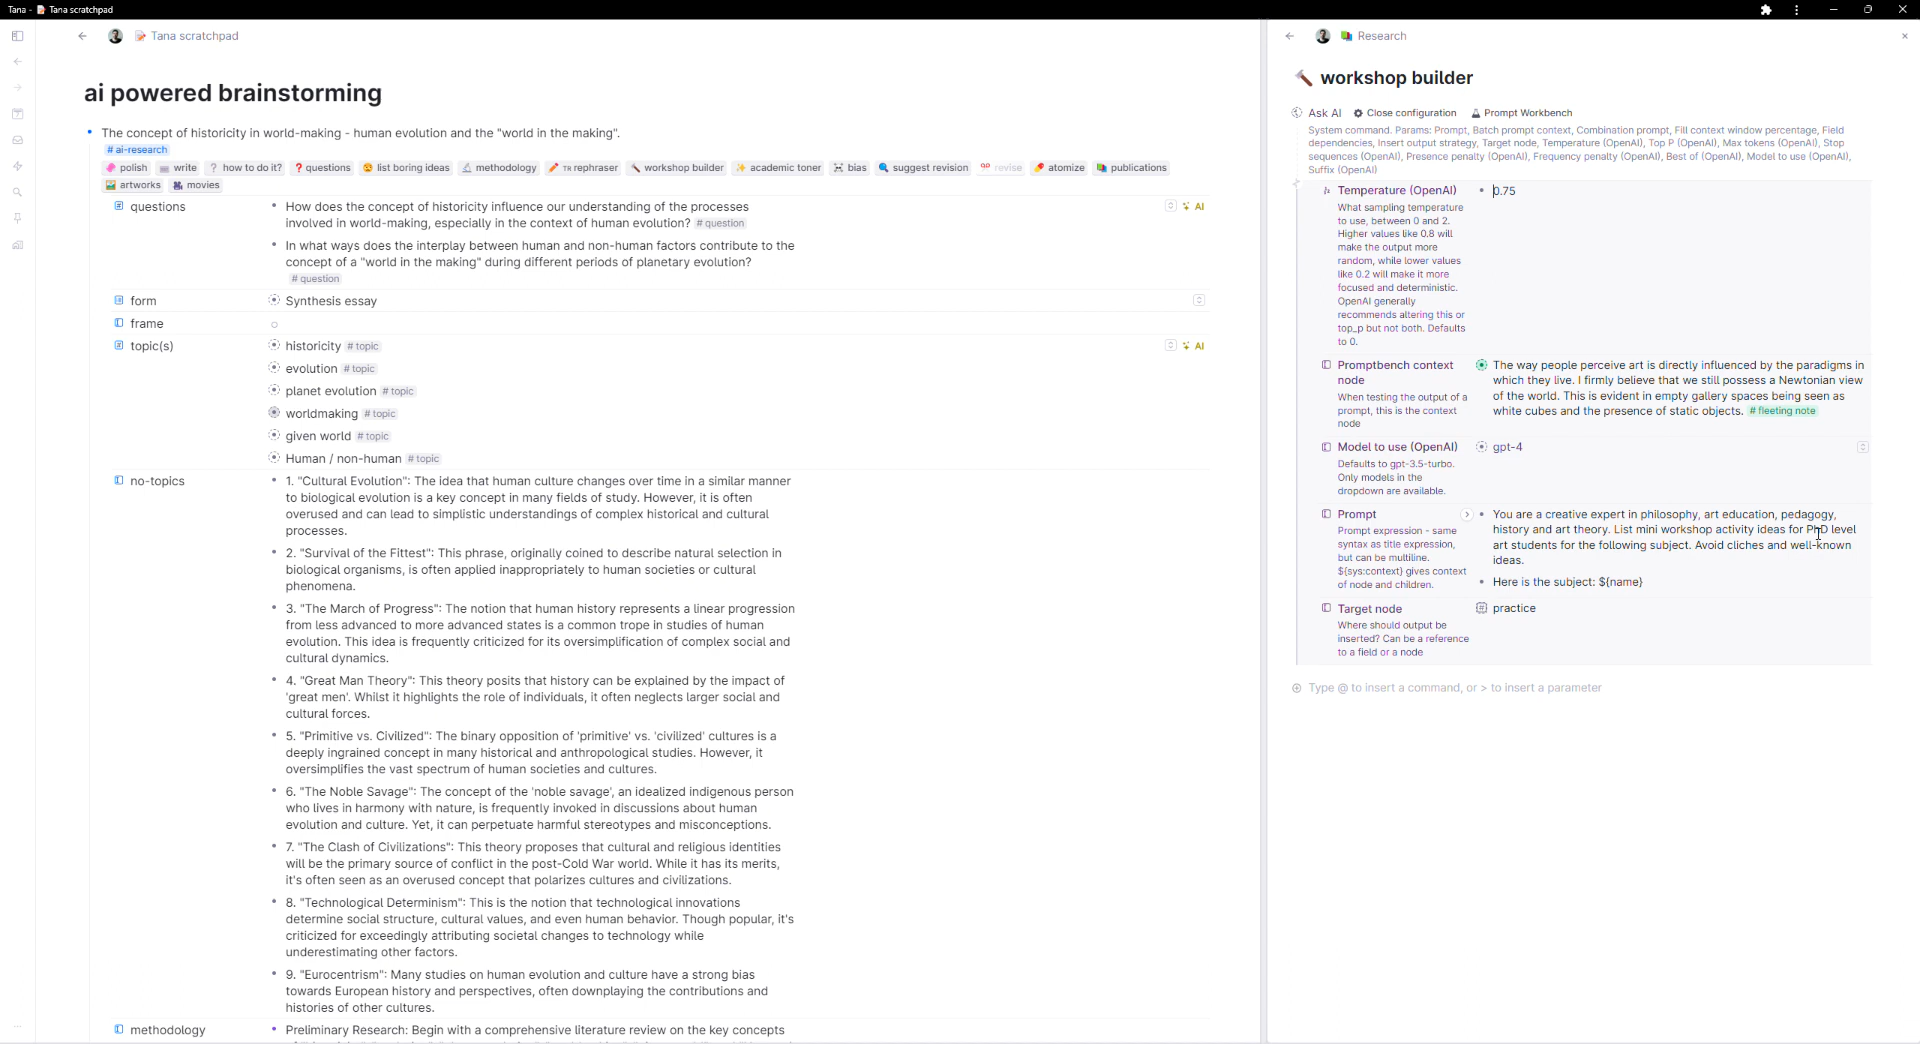 Tana - Tana scratchpad
Tana scratchpad
ai powered brainstorming
The concept of historicity in world-making - human evolution and the "world in the making".
# ai-research
polish write ? how to do it? ? questions list boring ideas methodology TR rephraser workshop builder academic toner bias suggest revision revise atomize publications
artworks movies
questions
How does the concept of historicity influence our understanding of the processes
involved in world-making, especially in the context of human evolution? # question
AI
In what ways does the interplay between human and non-human factors contribute to the
concept of a "world in the making" during different periods of planetary evolution?
# question
form
Synthesis essay
frame
topic(s)
historicity # topic
AI
evolution # topic
planet evolution # topic
worldmaking # topic
given world # topic
Human / non-human # topic
no-topics
1. "Cultural Evolution": The idea that human culture changes over time in a similar manner
to biological evolution is a key concept in many fields of study. However, it is often
overused and can lead to simplistic understandings of complex historical and cultural
processes.
2. "Survival of the Fittest": This phrase, originally coined to describe natural selection in
biological organisms, is often applied inappropriately to human societies or cultural
phenomena.
3. "The March of Progress": The notion that human history represents a linear progression
from less advanced to more advanced states is a common trope in studies of human
evolution. This idea is frequently criticized for its oversimplification of complex social and
cultural dynamics.
4. "Great Man Theory": This theory posits that history can be explained by the impact of
'great men'. Whilst it highlights the role of individuals, it often neglects larger social and
cultural forces.
5. "Primitive vs. Civilized": The binary opposition of 'primitive' vs. 'civilized' cultures is a
deeply ingrained concept in many historical and anthropological studies. However, it
oversimplifies the vast spectrum of human societies and cultures.
6. "The Noble Savage": The concept of the 'noble savage', an idealized indigenous person
who lives in harmony with nature, is frequently invoked in discussions about human
evolution and culture. Yet, it can perpetuate harmful stereotypes and misconceptions.
7. "The Clash of Civilizations": This theory proposes that cultural and religious identities
will be the primary source of conflict in the post-Cold War world. While it has its merits,
it's often seen as an overused concept that polarizes cultures and civilizations.
8. "Technological Determinism": This is the notion that technological innovations
determine social structure, cultural values, and even human behavior. Though popular, it's
criticized for exceedingly attributing societal changes to technology while
underestimating other factors.
9. "Eurocentrism": Many studies on human evolution and culture have a strong bias
towards European history and perspectives, often downplaying the contributions and
histories of other cultures.
methodology
Preliminary Research: Begin with a comprehensive literature review on the key concepts
Research
workshop builder
Ask AI Close configuration Prompt Workbench
System command. Params: Prompt, Batch prompt context, Combination prompt, Fill context window percentage, Field
dependencies, Insert output strategy, Target node, Temperature (OpenAI), Top P (OpenAI), Max tokens (OpenAI), Stop
sequences (OpenAI), Presence penalty (OpenAI), Frequency penalty (OpenAI), Best of (OpenAI), Model to use (OpenAI),
Suffix (OpenAI)
Temperature (OpenAI)
0.75
What sampling temperature
to use, between 0 and 2.
Higher values like 0.8 will
make the output more
random, while lower values
like 0.2 will make it more
focused and deterministic.
OpenAI generally
recommends altering this or
top_p but not both. Defaults
to 0.
Promptbench context
node
When testing the output of a
prompt, this is the context
node
The way people perceive art is directly influenced by the paradigms in
which they live. I firmly believe that we still possess a Newtonian view
of the world. This is evident in empty gallery spaces being seen as
white cubes and the presence of static objects. # fleeting note
Model to use (OpenAI)
gpt-4
Defaults to gpt-3.5-turbo.
Only models in the
dropdown are available.
Prompt
Prompt expression - same
syntax as title expression,
but can be multiline.
${sys:context} gives context
of node and children.
You are a creative expert in philosophy, art education, pedagogy,
history and art theory. List mini workshop activity ideas for PhD level
art students for the following subject. Avoid cliches and well-known
ideas.
Here is the subject: ${name}
Target node
practice
Where should output be
inserted? Can be a reference
to a field or a node
Type @ to insert a command, or > to insert a parameter